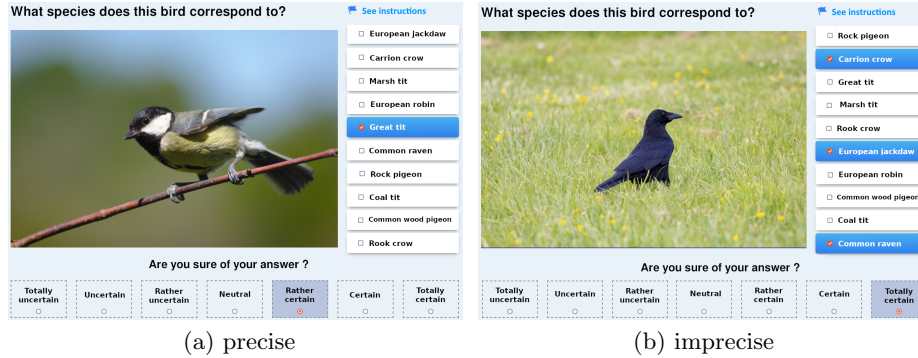 What species does this bird correspond to?
See instructions
European jackdaw
Carrion crow
Marsh tit
European robin
Great tit
Common raven
Rock pigeon
Coal tit
Common wood pigeon
Rook crow
Are you sure of your answer ?
Totally uncertain
Uncertain
Rather uncertain
Neutral
Rather certain
Certain
Totally certain
(a) precise
What species does this bird correspond to?
See instructions
Rock pigeon
Carrion crow
Great tit
Marsh tit
Rook crow
European jackdaw
European robin
Common wood pigeon
Coal tit
Common raven
Are you sure of your answer ?
Totally uncertain
Uncertain
Rather uncertain
Neutral
Rather certain
Certain
Totally certain
(b) imprecise